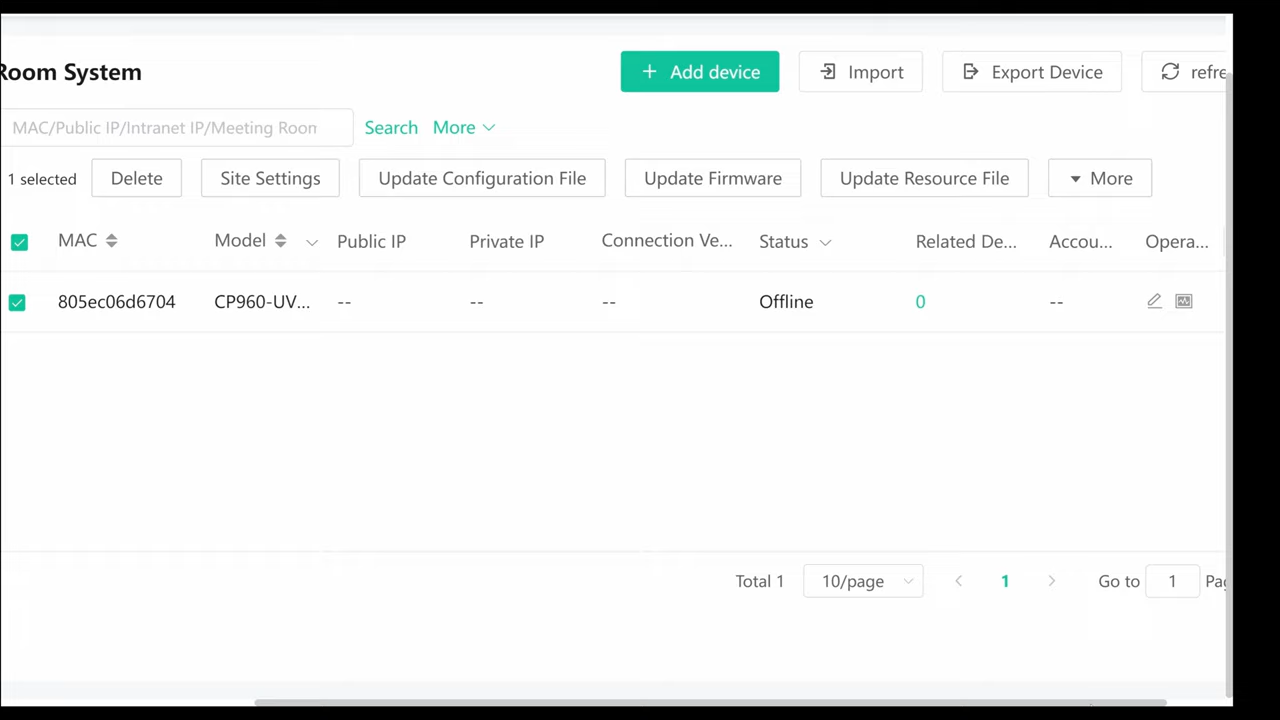 Room System
Add device
Import
Export Device
refre
MAC/Public IP/Intranet IP/Meeting Room
Search
More
1 selected
Delete
Site Settings
Update Configuration File
Update Firmware
Update Resource File
More
MAC
Model
Public IP
Private IP
Connection Ve...
Status
Related De...
Accou...
Opera...
805ec06d6704
CP960-UV...
--
--
--
Offline
0
--
Total 1
10/page
1
Go to
1
Pag